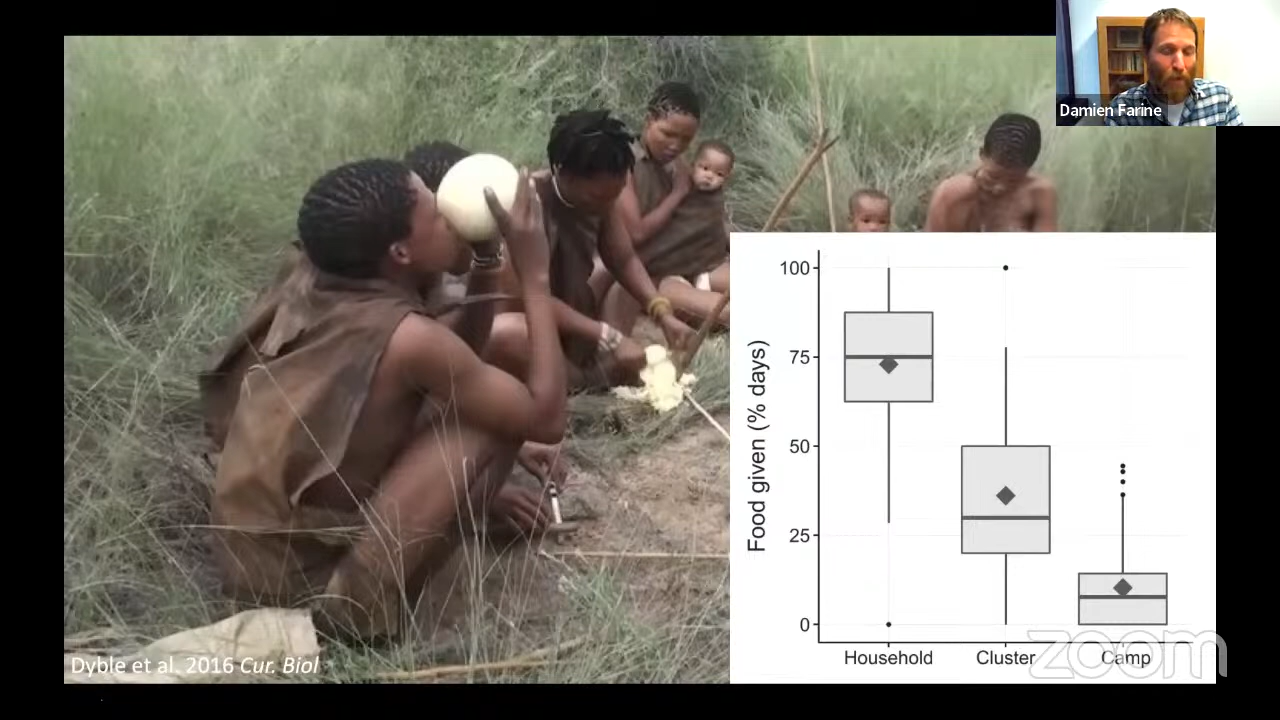 Damien Farine
Food given (% days)
100
75
50
25
0
Household
Cluster
Camp
zoom
Dyble et al. 2016 Cur. Biol